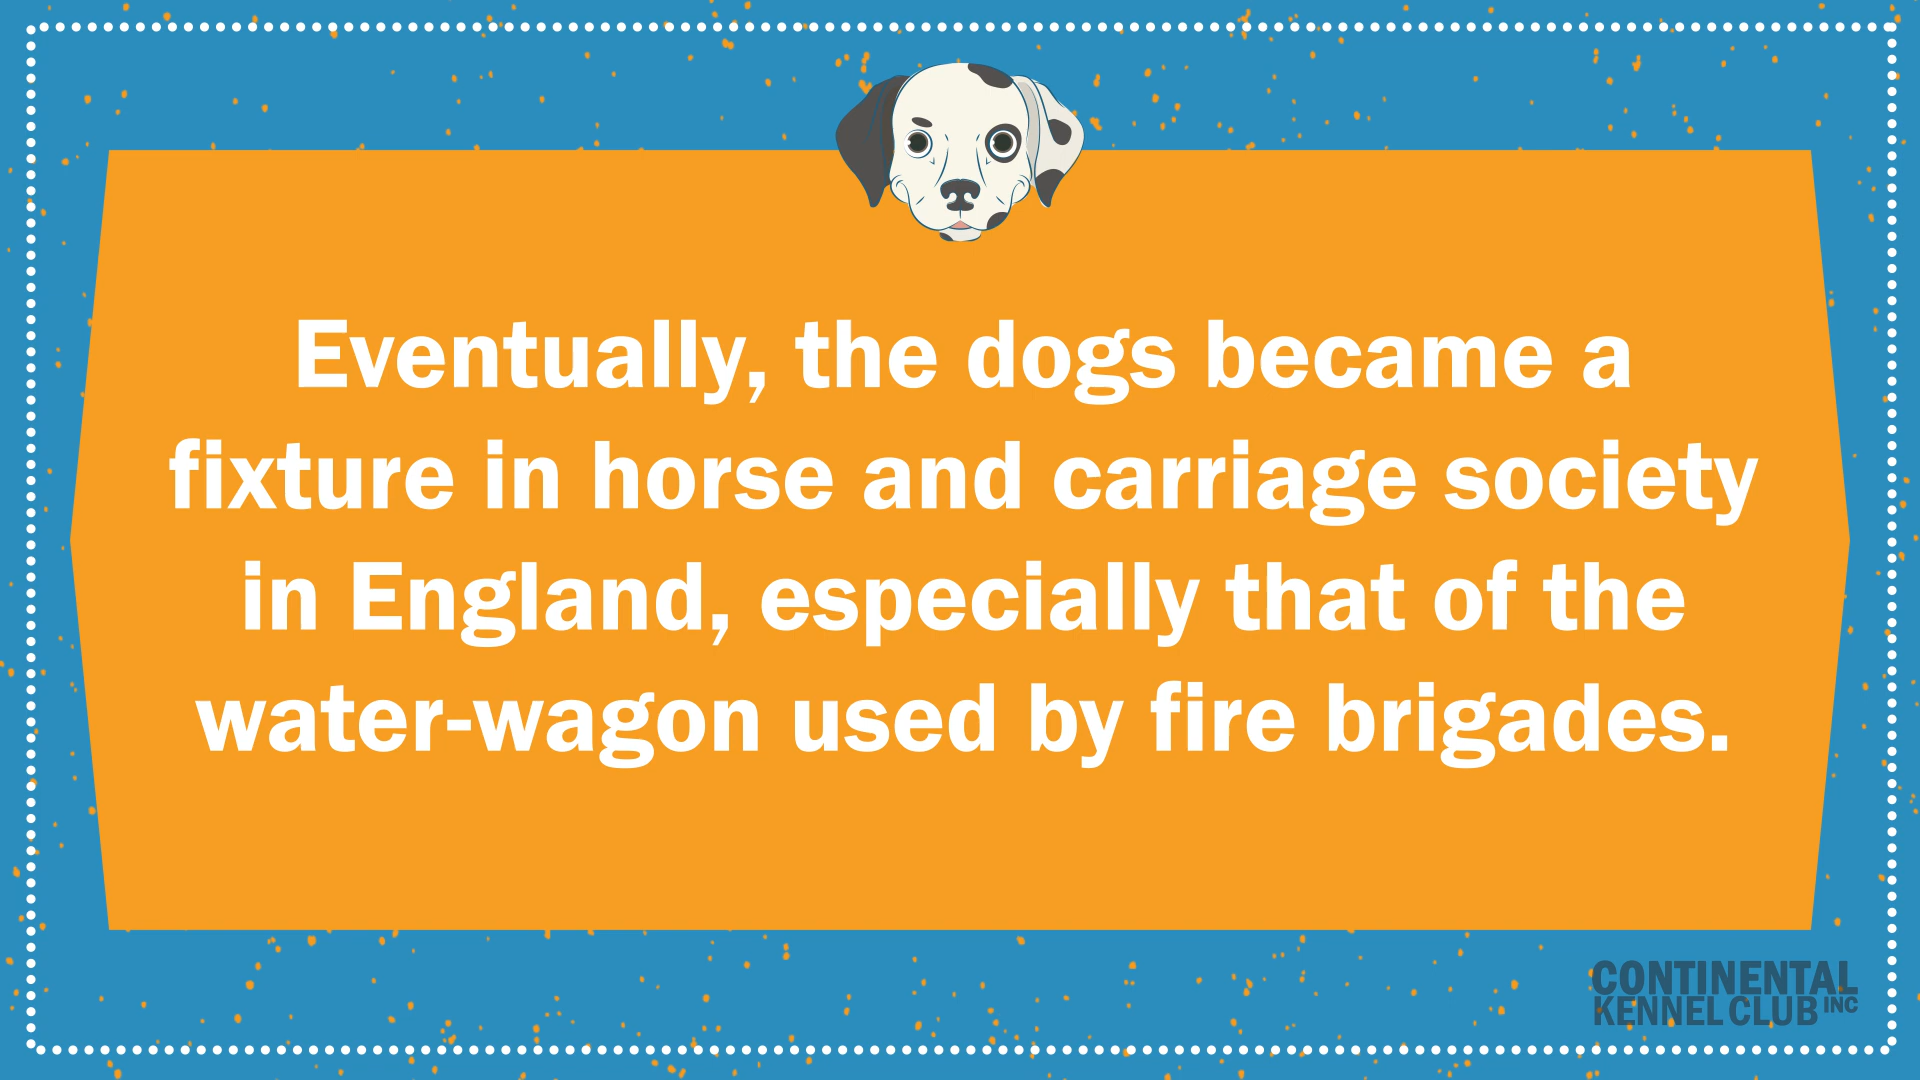 Eventually, the dogs became a
fixture in horse and carriage society
in England, especially that of the
water-wagon used by fire brigades.
CONTINENTAL
KENNEL CLUB INC